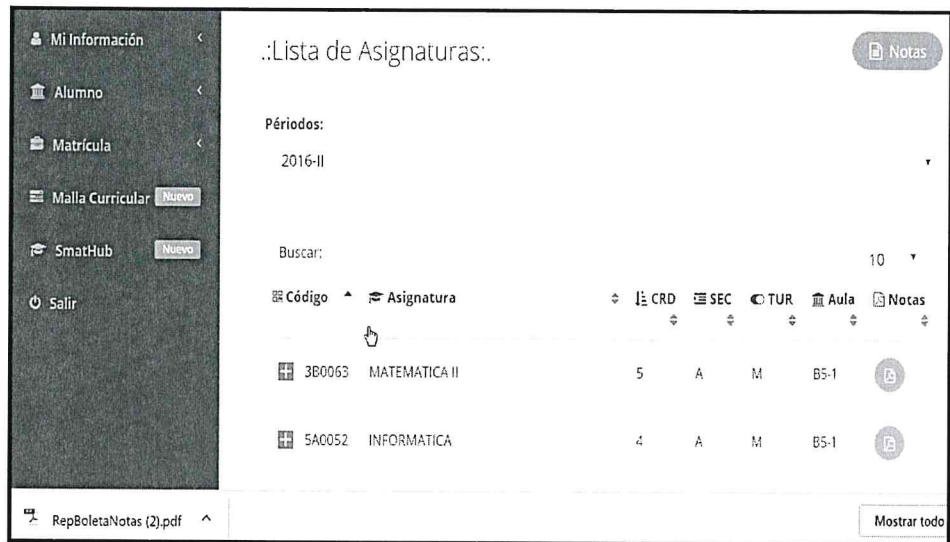 Mi Información
Alumno
Matrícula
Malla Curricular Nuevo
SmatHub Nuevo
Salir
.:Lista de Asignaturas:.
Notas
Períodos:
2016-II
Buscar:
10
Código Asignatura CRD SEC TUR Aula Notas
3B0063 MATEMATICA II 5 A M B5-1
5A0052 INFORMATICA 4 A M B5-1
RepBoletaNotas (2).pdf
Mostrar todo